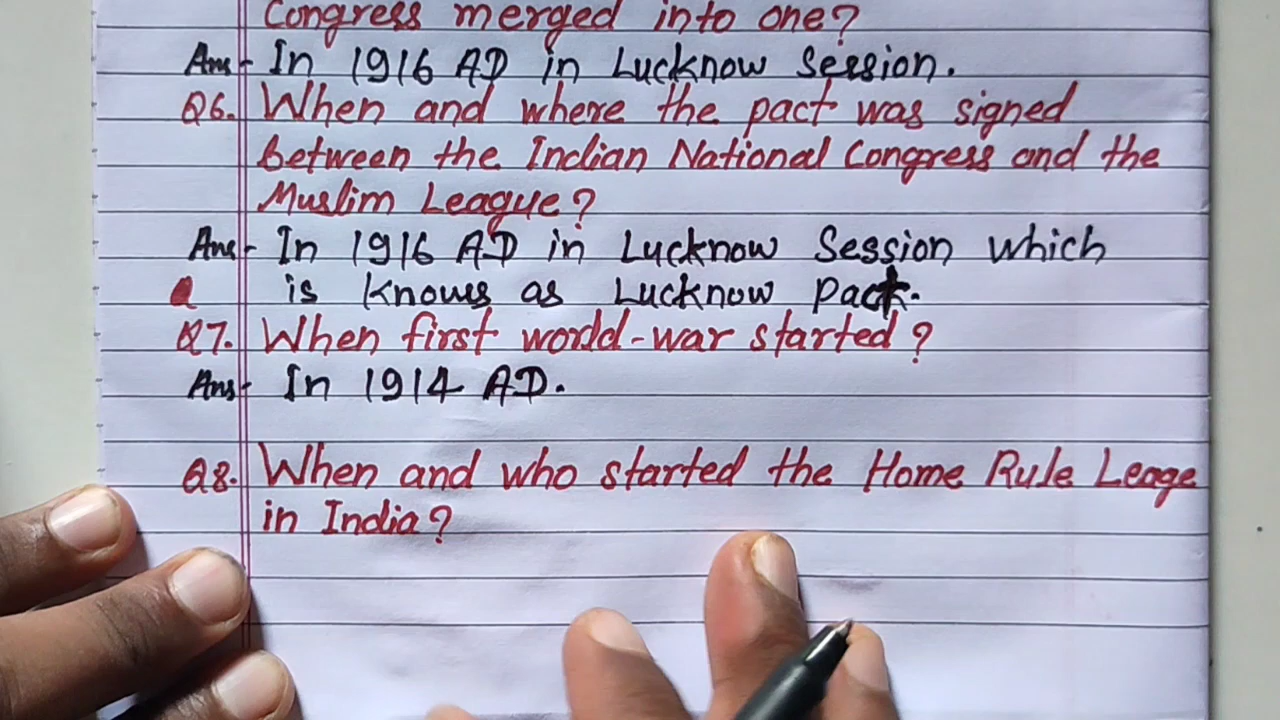 Congress merged into one?
Ans- In 1916 AD in Lucknow Session.
Q6. When and where the pact was signed
between the Indian National Congress and the
Muslim League?
Ans- In 1916 AD in Lucknow Session which
Q is knows as Lucknow pact.
Q7. When first world-war started?
Ans- In 1914 AD.
Q8. When and who started the Home Rule Leage
in India?